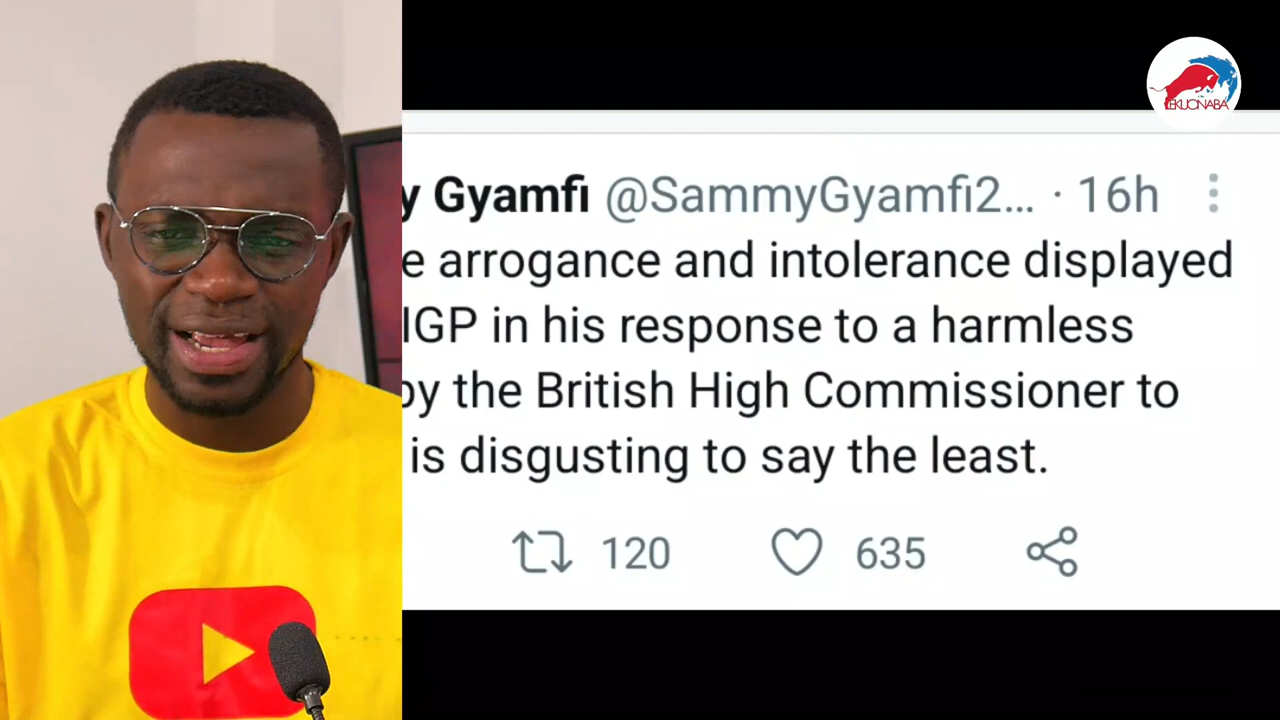 EKUONABA
y Gyamfi @SammyGyamfi2... · 16h
e arrogance and intolerance displayed
IGP in his response to a harmless
by the British High Commissioner to
is disgusting to say the least.
120 635